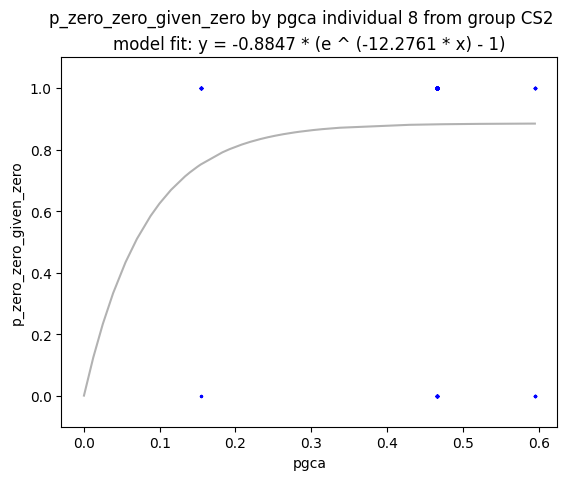 p_zero_zero_given_zero by pgca individual 8 from group CS2
model fit: y = -0.8847 * (e ^ (-12.2761 * x) - 1)
1.0
0.8
0.6
0.4
0.2
0.0
p_zero_zero_given_zero
0.0 0.1 0.2 0.3 0.4 0.5 0.6
pgca